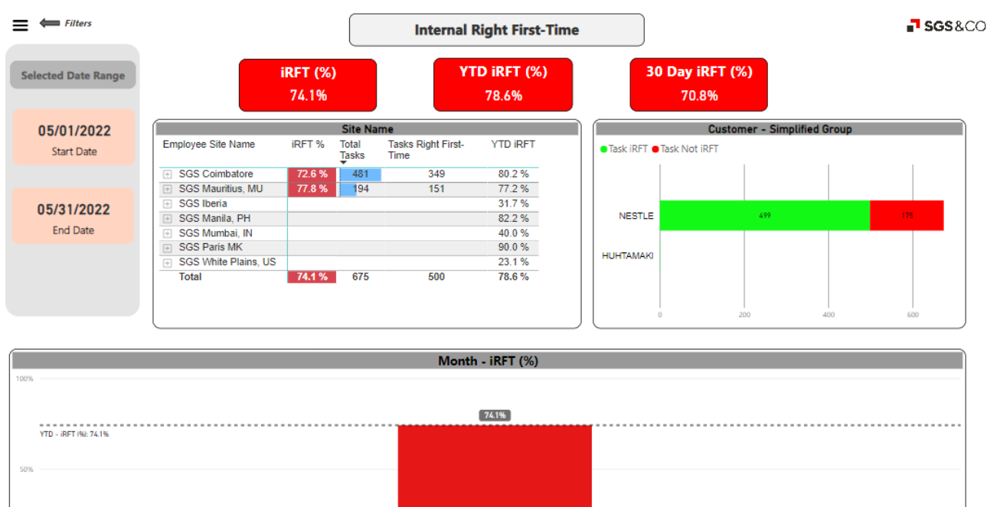 Filters
Internal Right First-Time
SGS&CO
Selected Date Range
05/01/2022
Start Date
05/31/2022
End Date
iRFT (%)
74.1%
YTD iRFT (%)
78.6%
30 Day iRFT (%)
70.8%
Site Name
Employee Site Name iRFT % Total Tasks Tasks Right First-Time YTD iRFT
SGS Coimbatore 72.6 % 481 349 80.2 %
SGS Mauritius, MU 77.8 % 194 151 77.2 %
SGS Iberia 31.7 %
SGS Manila, PH 82.2 %
SGS Mumbai, IN 40.0 %
SGS Paris MK 90.0 %
SGS White Plains, US 23.1 %
Total 74.1 % 675 500 78.6 %
Customer - Simplified Group
Task iRFT Task Not iRFT
NESTLE 499 175
HUHTAMAKI
0 200 400 600
Month - iRFT (%)
100%
74.1%
YTD - iRFT (%): 74.1%
50%